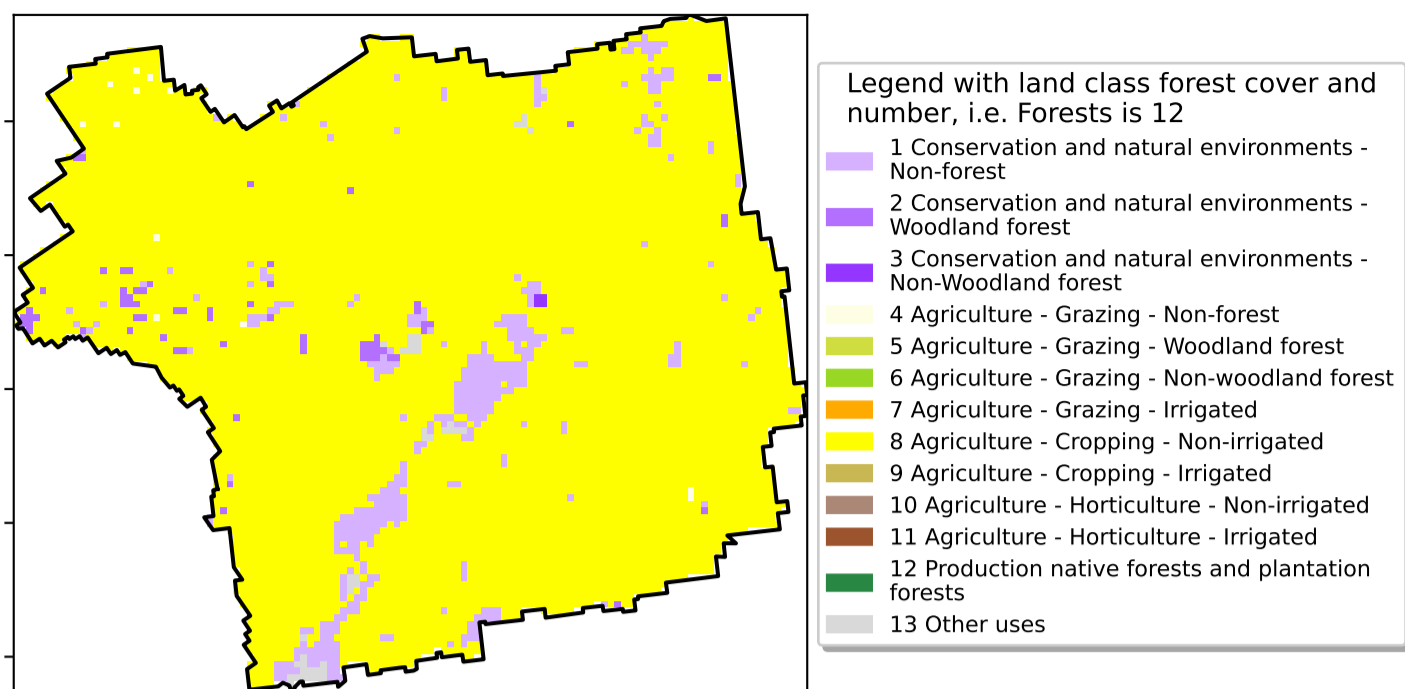 Legend with land class forest cover and
number, i.e. Forests is 12
1 Conservation and natural environments -
Non-forest
2 Conservation and natural environments -
Woodland forest
3 Conservation and natural environments -
Non-Woodland forest
4 Agriculture - Grazing - Non-forest
5 Agriculture - Grazing - Woodland forest
6 Agriculture - Grazing - Non-woodland forest
7 Agriculture - Grazing - Irrigated
8 Agriculture - Cropping - Non-irrigated
9 Agriculture - Cropping - Irrigated
10 Agriculture - Horticulture - Non-irrigated
11 Agriculture - Horticulture - Irrigated
12 Production native forests and plantation
forests
13 Other uses